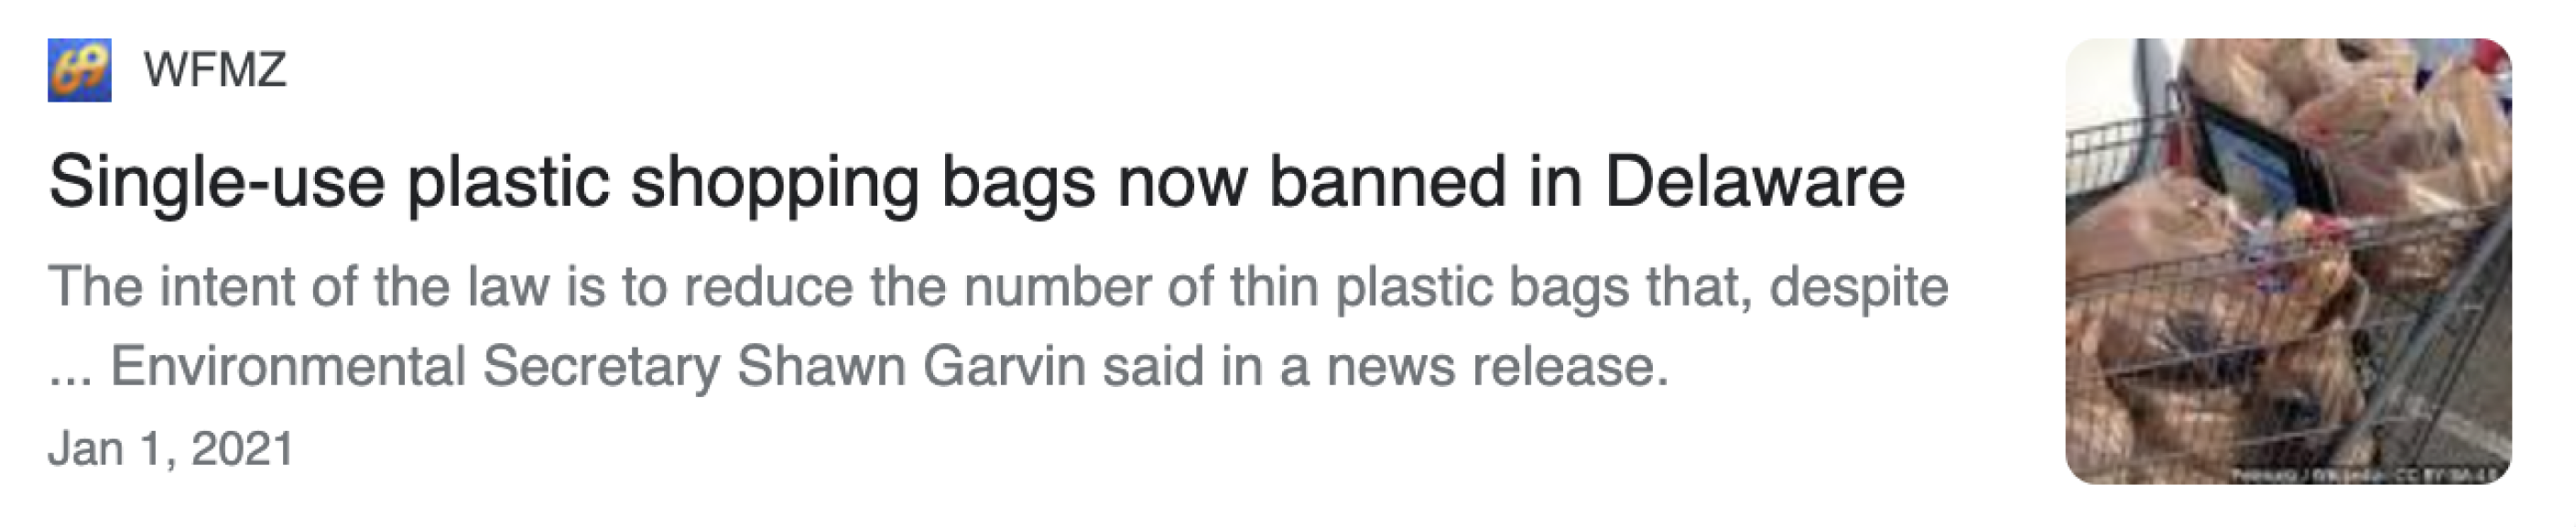 69 WFMZ
Single-use plastic shopping bags now banned in Delaware
The intent of the law is to reduce the number of thin plastic bags that, despite
... Environmental Secretary Shawn Garvin said in a news release.
Jan 1, 2021